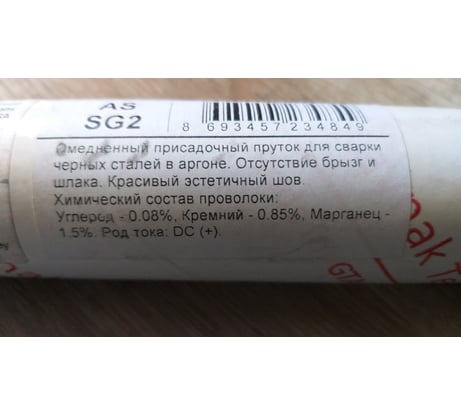 AS
SG2
8 693457 234849
Омедненный присадочный пруток для сварки
черных сталей в аргоне. Отсутствие брызг и
шлака. Красивый эстетичный шов.
Химический состав проволоки:
Углерод - 0.08%, Кремний - 0.85%, Марганец -
1.5%. Род тока: DC (+).